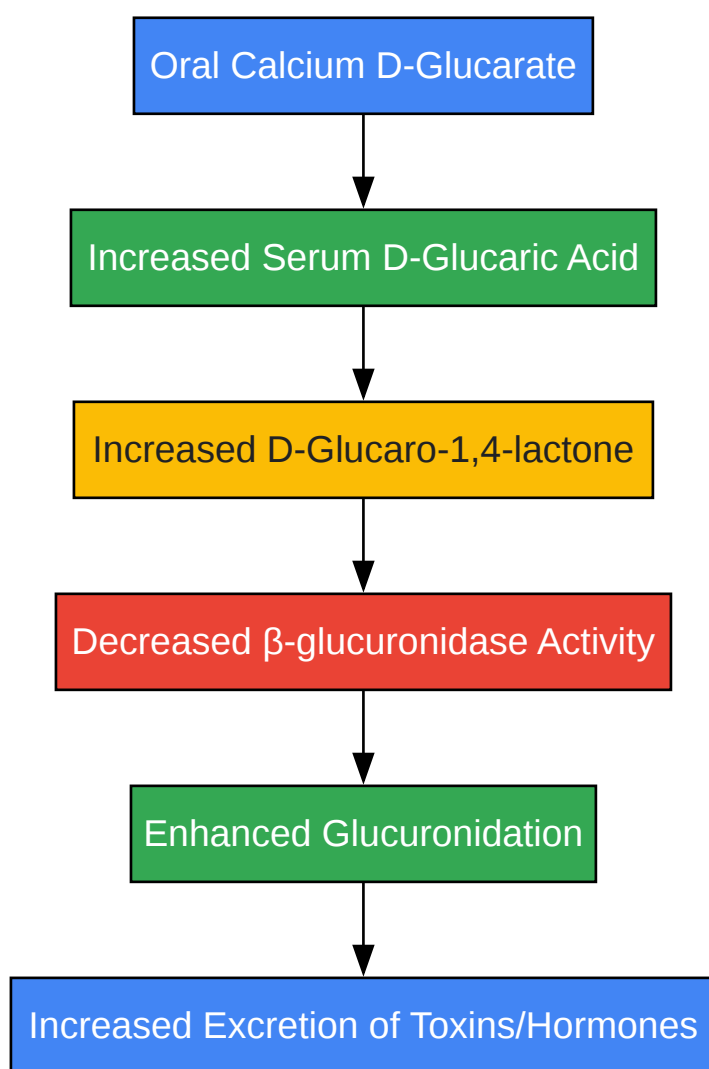 Oral Calcium D-Glucarate
Increased Serum D-Glucaric Acid
Increased D-Glucaro-1,4-lactone
Decreased β-glucuronidase Activity
Enhanced Glucuronidation
Increased Excretion of Toxins/Hormones